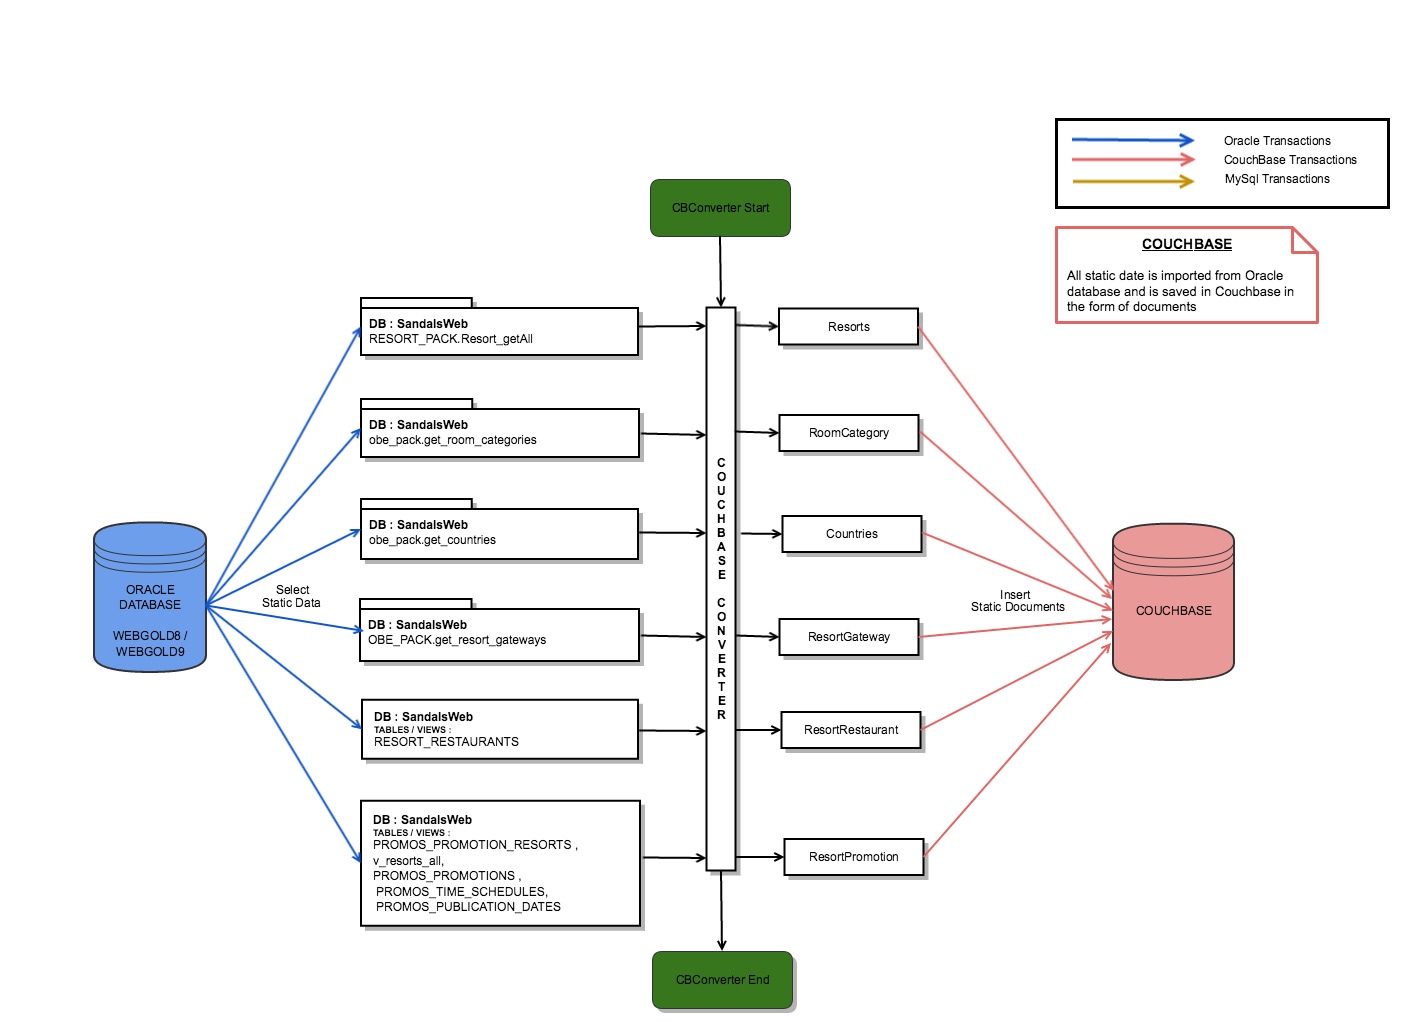 Oracle Transactions
CouchBase Transactions
MySql Transactions
COUCHBASE
All static date is imported from Oracle
database and is saved in Couchbase in
the form of documents
CBConverter Start
DB : SandalsWeb
RESORT_PACK.Resort_getAll
Resorts
DB : SandalsWeb
obe_pack.get_room_categories
RoomCategory
DB : SandalsWeb
obe_pack.get_countries
Countries
ORACLE
DATABASE
WEBGOLD8 /
WEBGOLD9
Select
Static Data
DB : SandalsWeb
OBE_PACK.get_resort_gateways
COUCHBASE CONVERTER
ResortGateway
Insert
Static Documents
COUCHBASE
DB : SandalsWeb
TABLES / VIEWS :
RESORT_RESTAURANTS
ResortRestaurant
DB : SandalsWeb
TABLES / VIEWS :
PROMOS_PROMOTION_RESORTS ,
v_resorts_all,
PROMOS_PROMOTIONS ,
PROMOS_TIME_SCHEDULES,
PROMOS_PUBLICATION_DATES
ResortPromotion
CBConverter End